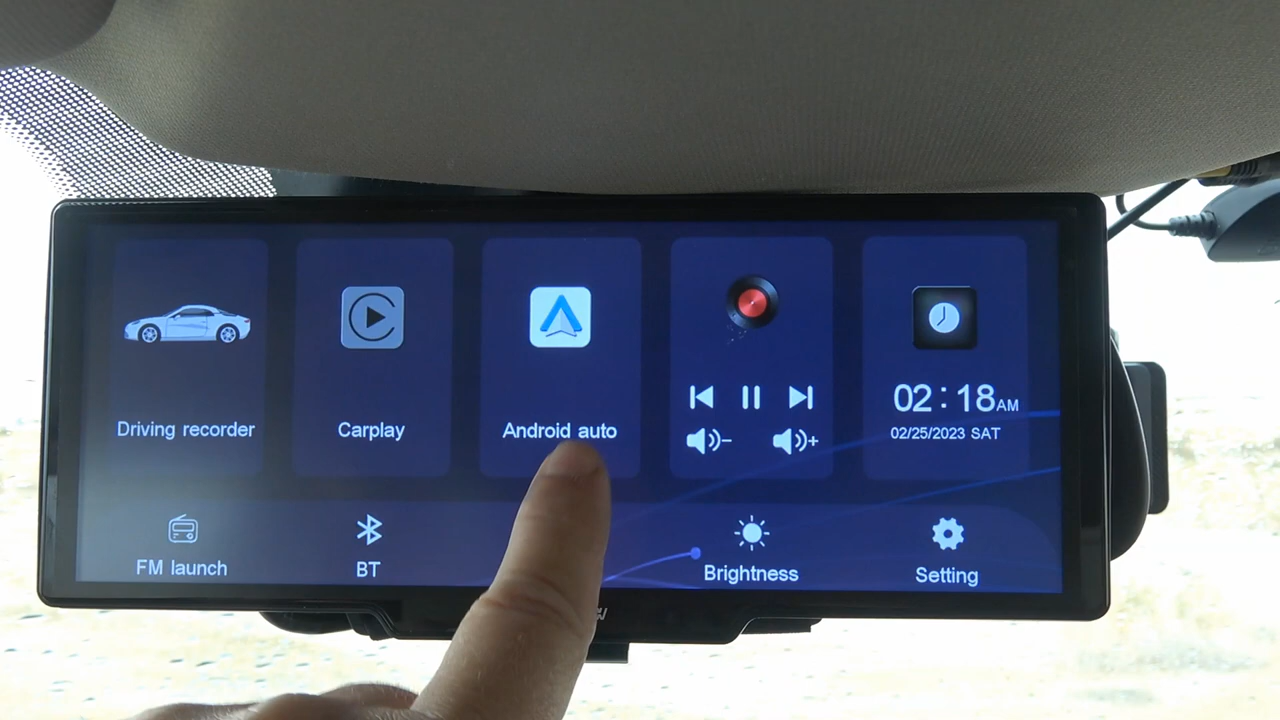 Driving recorder
Carplay
Android auto
02:18AM
02/25/2023 SAT
FM launch
BT
Brightness
Setting